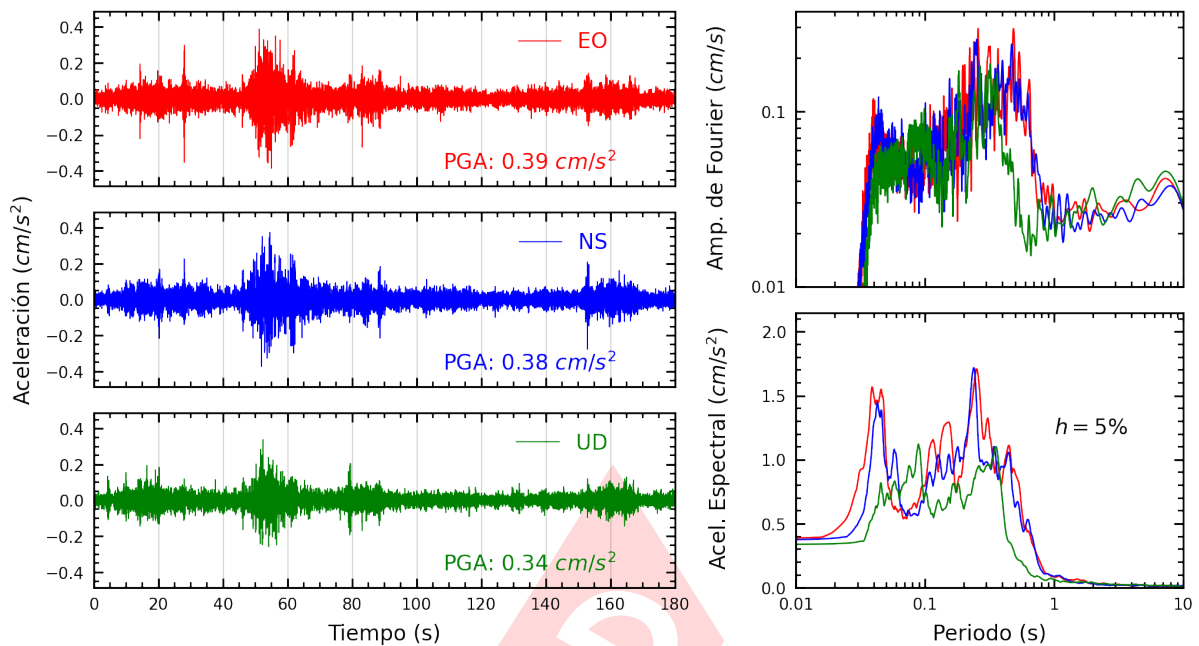 Aceleración (cm/s²)
0.4
0.2
0.0
−0.2
−0.4
EO
PGA: 0.39 cm/s²
0.4
0.2
0.0
−0.2
−0.4
NS
PGA: 0.38 cm/s²
0.4
0.2
0.0
−0.2
−0.4
UD
PGA: 0.34 cm/s²
0 20 40 60 80 100 120 140 160 180
Tiempo (s)
Amp. de Fourier (cm/s)
0.1
0.01
Acel. Espectral (cm/s²)
2.0
1.5
1.0
0.5
0.0
h = 5%
0.01 0.1 1 10
Periodo (s)